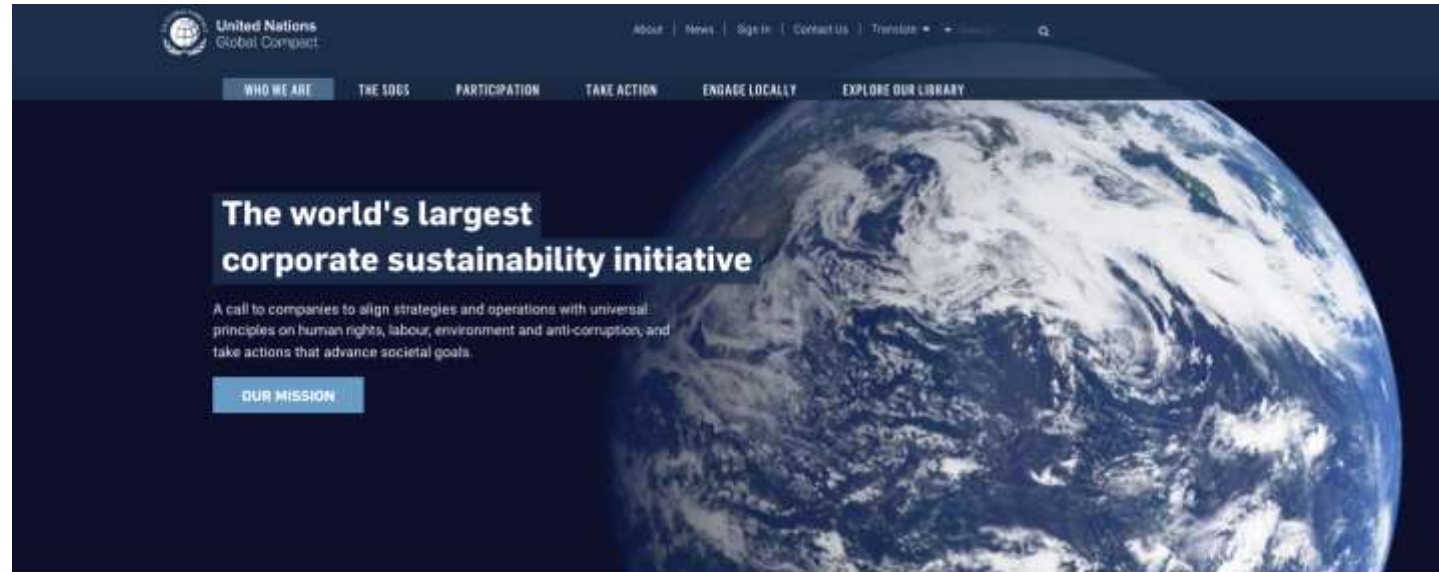 United Nations
Global Compact
About | News | Sign In | Contact Us | Translate
WHO WE ARE THE SDGS PARTICIPATION TAKE ACTION ENGAGE LOCALLY EXPLORE OUR LIBRARY
The world's largest
corporate sustainability initiative
A call to companies to align strategies and operations with universal
principles on human rights, labour, environment and anti-corruption, and
take actions that advance societal goals.
OUR MISSION